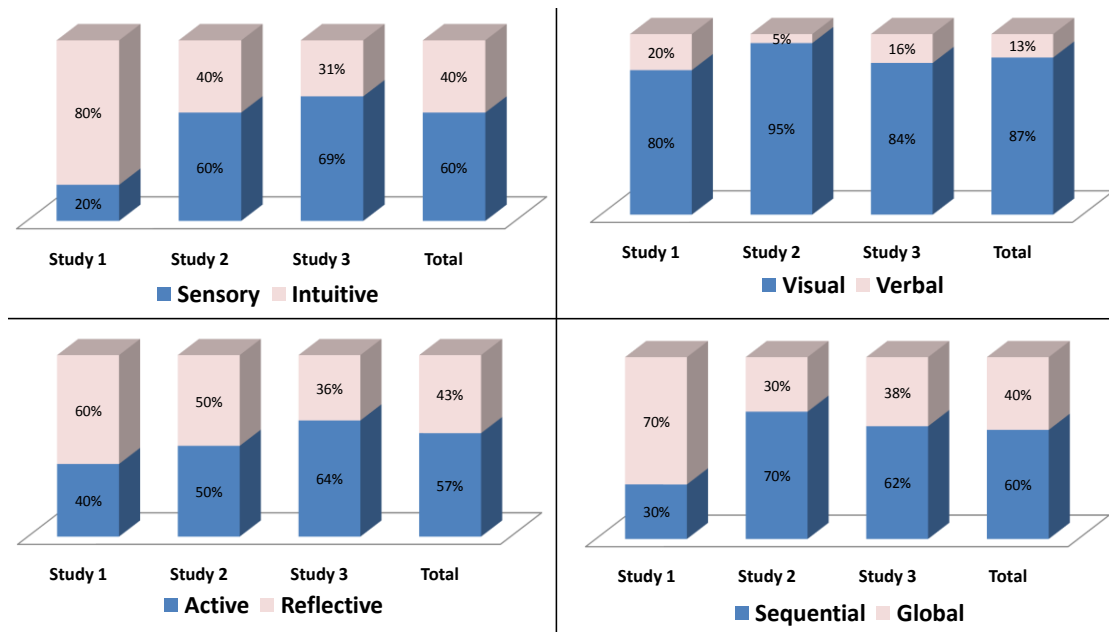 80% 40% 31% 40%
20% 60% 69% 60%
Study 1 Study 2 Study 3 Total
Sensory Intuitive
20% 5% 16% 13%
80% 95% 84% 87%
Study 1 Study 2 Study 3 Total
Visual Verbal
60% 50% 36% 43%
40% 50% 64% 57%
Study 1 Study 2 Study 3 Total
Active Reflective
70% 30% 38% 40%
30% 70% 62% 60%
Study 1 Study 2 Study 3 Total
Sequential Global